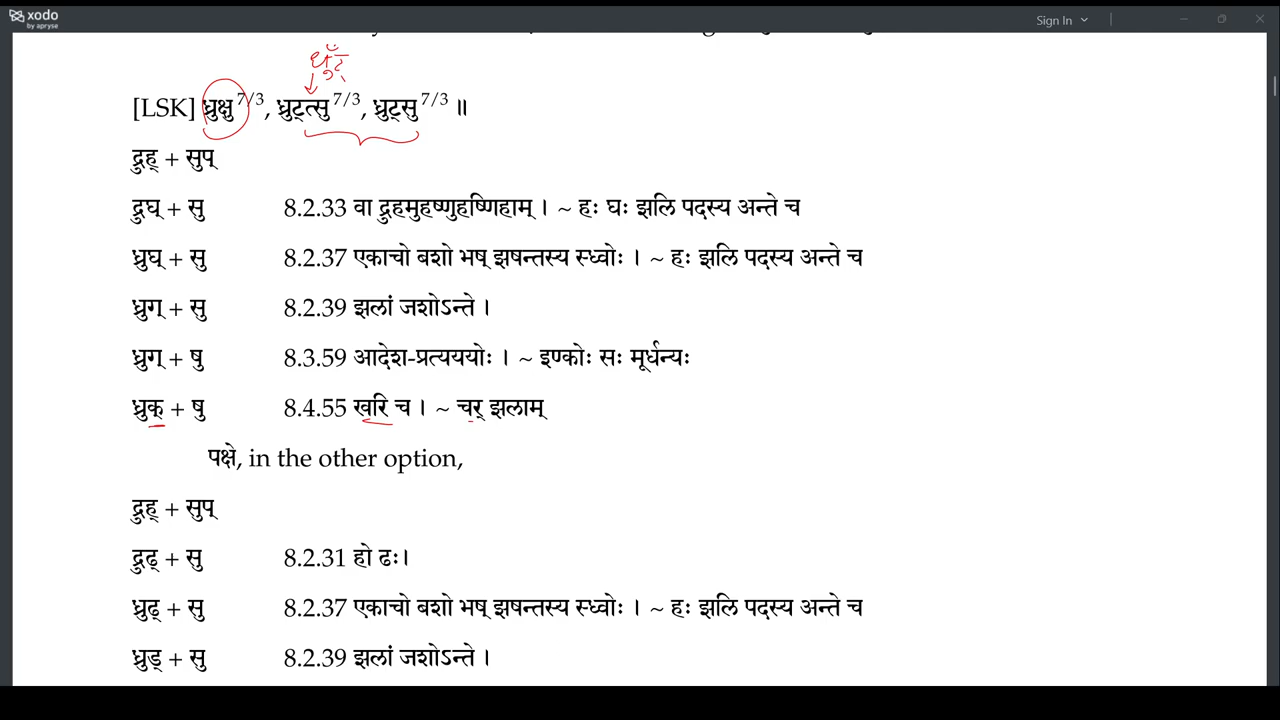 xodo
by apryse
Sign In
धुँट्
[LSK] ध्रुक्षु 7/3, ध्रुट्त्सु 7/3, ध्रुट्सु 7/3 ॥
द्रुह् + सुप्
द्रुघ् + सु 8.2.33 वा द्रुहमुहष्णुहष्णिहाम् । ~ हः घः झलि पदस्य अन्ते च
ध्रुघ् + सु 8.2.37 एकाचो बशो भष् झषन्तस्य स्ध्वोः । ~ हः झलि पदस्य अन्ते च
ध्रुग् + सु 8.2.39 झलां जशोऽन्ते ।
ध्रुग् + षु 8.3.59 आदेश-प्रत्यययोः । ~ इण्कोः सः मूर्धन्यः
ध्रुक् + षु 8.4.55 खरि च । ~ चर् झलाम्
पक्षे, in the other option,
द्रुह् + सुप्
द्रुढ् + सु 8.2.31 हो ढः।
ध्रुढ् + सु 8.2.37 एकाचो बशो भष् झषन्तस्य स्ध्वोः । ~ हः झलि पदस्य अन्ते च
ध्रुड् + सु 8.2.39 झलां जशोऽन्ते ।